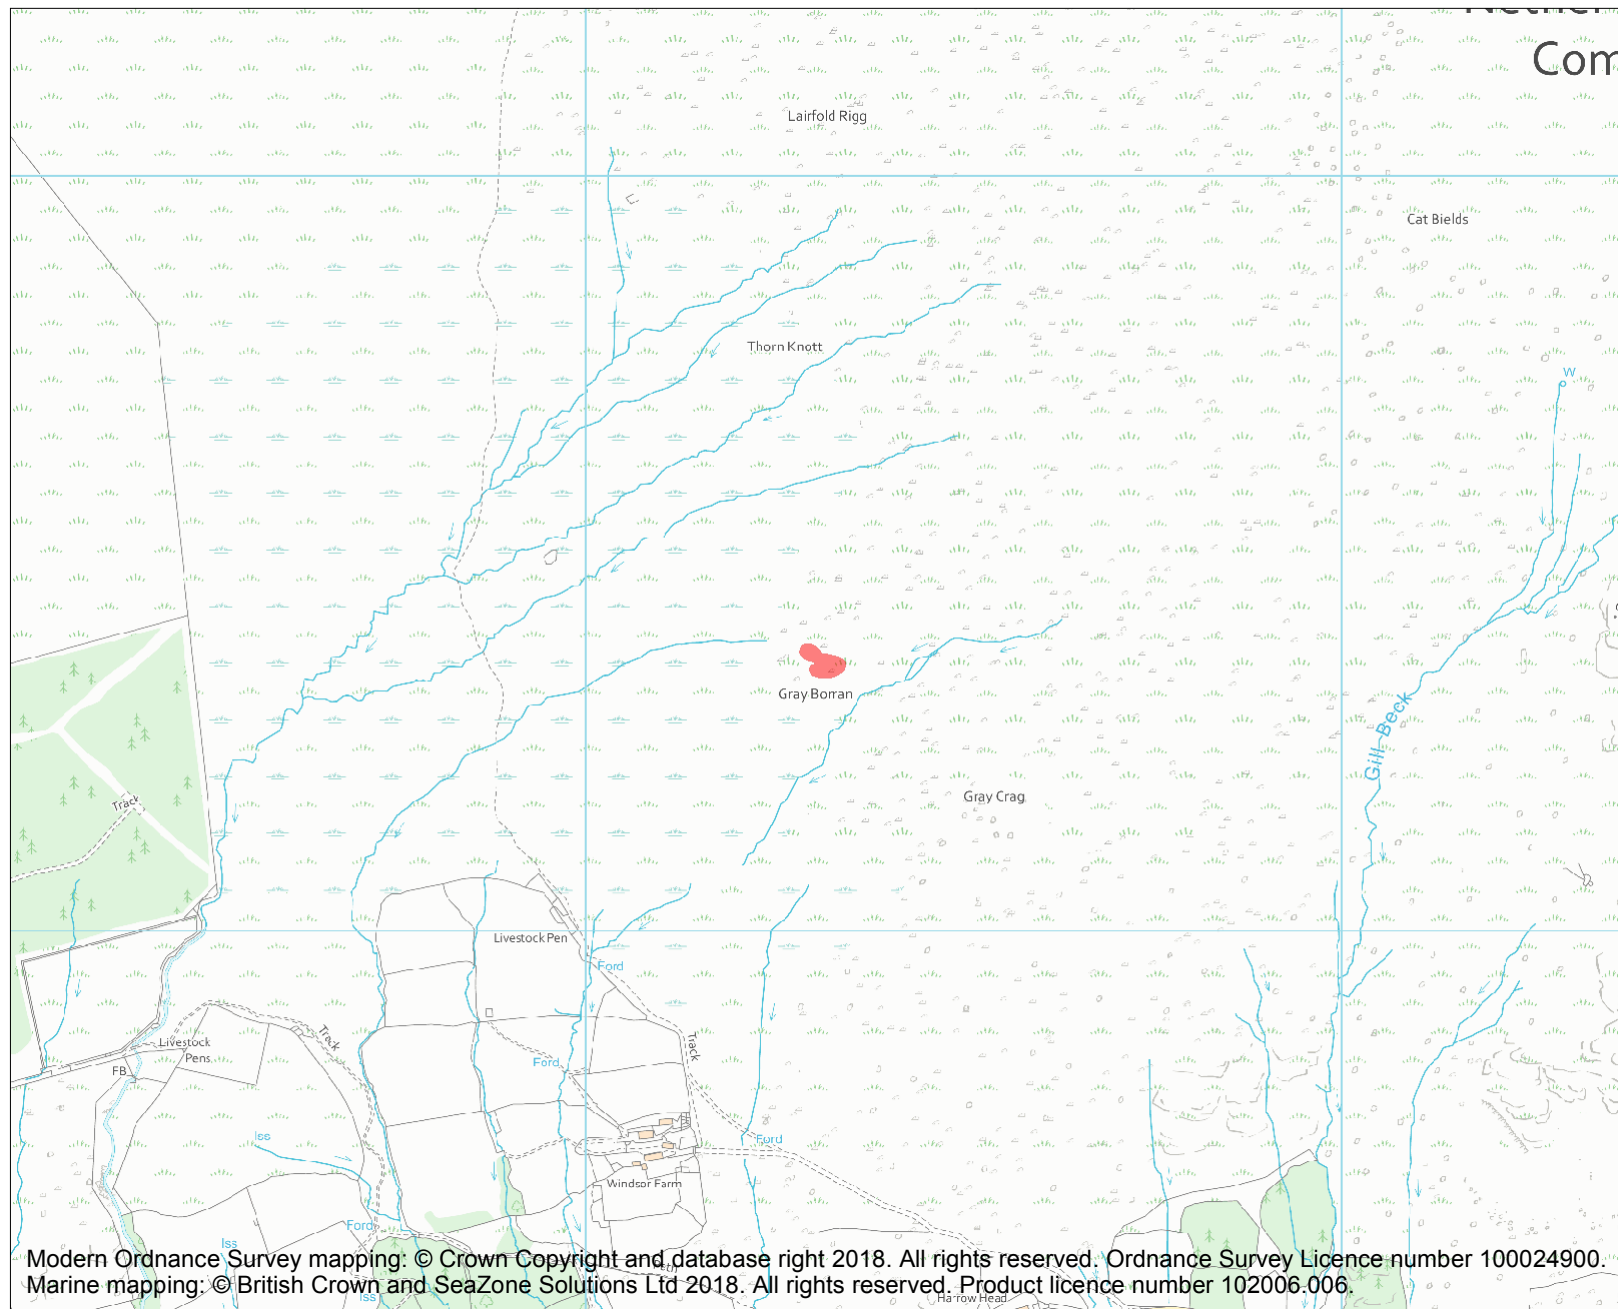 Com
Lairfold Rigg
Cat Bields
Thorn Knott
W
Gray Borran
Gill Beck
Gray Crag
Track
Livestock Pen
Ford
Track
Livestock
Pens
Track
FB
Ford
Iss
Ford
Windsor Farm
Ford
Iss
Modern Ordnance Survey mapping: © Crown Copyright and database right 2018. All rights reserved. Ordnance Survey Licence number 100024900.
Marine mapping: © British Crown and SeaZone Solutions Ltd 2018. All rights reserved. Product licence number 102006.006.
Iss
Harrow Head